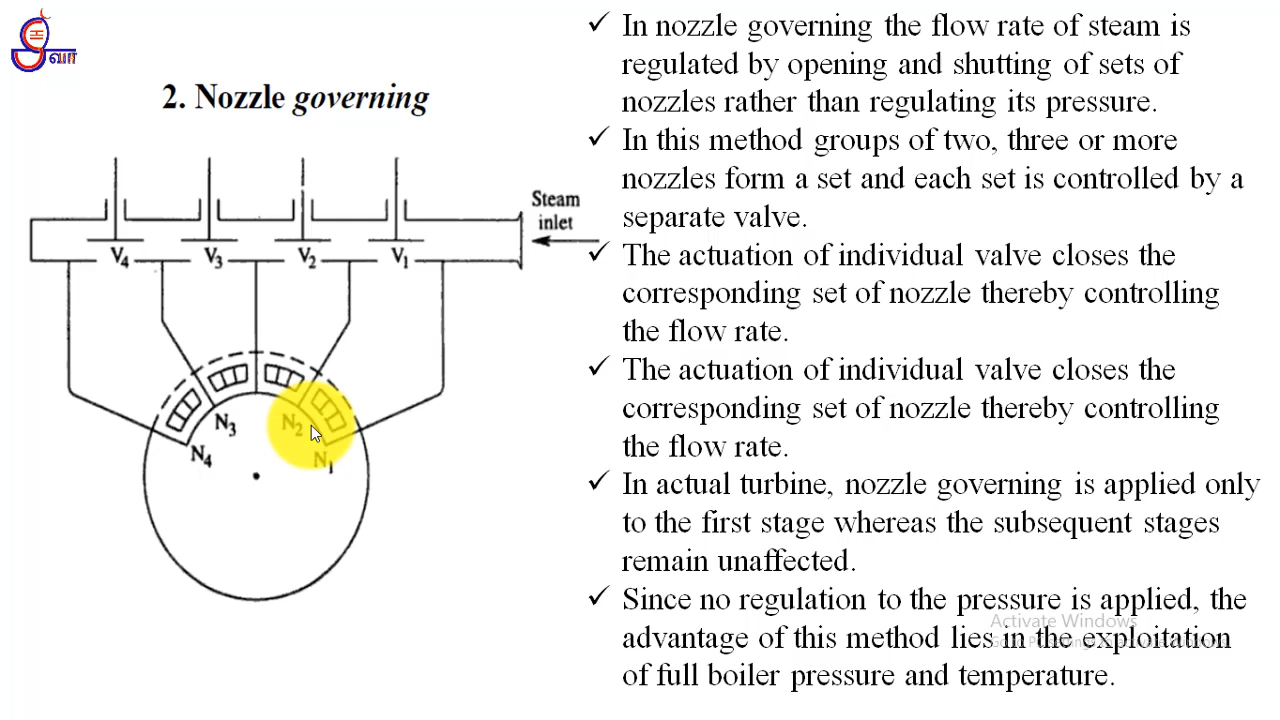 வா
2. Nozzle governing
Steam
inlet
V4 V3 V2 V1
N3 N2
N4 N1
✓ In nozzle governing the flow rate of steam is
regulated by opening and shutting of sets of
nozzles rather than regulating its pressure.
✓ In this method groups of two, three or more
nozzles form a set and each set is controlled by a
separate valve.
✓ The actuation of individual valve closes the
corresponding set of nozzle thereby controlling
the flow rate.
✓ The actuation of individual valve closes the
corresponding set of nozzle thereby controlling
the flow rate.
✓ In actual turbine, nozzle governing is applied only
to the first stage whereas the subsequent stages
remain unaffected.
✓ Since no regulation to the pressure is applied, the
advantage of this method lies in the exploitation
of full boiler pressure and temperature.
Activate Windows